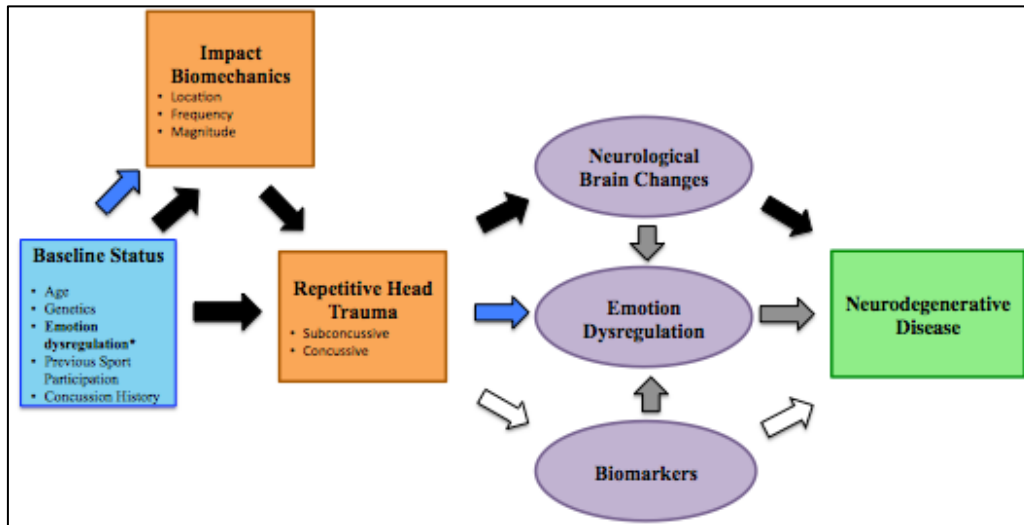 Impact
Biomechanics
• Location
• Frequency
• Magnitude
Baseline Status
• Age
• Genetics
• Emotion
dysregulation*
• Previous Sport
Participation
• Concussion History
Repetitive Head
Trauma
• Subconcussive
• Concussive
Neurological
Brain Changes
Emotion
Dysregulation
Biomarkers
Neurodegenerative
Disease